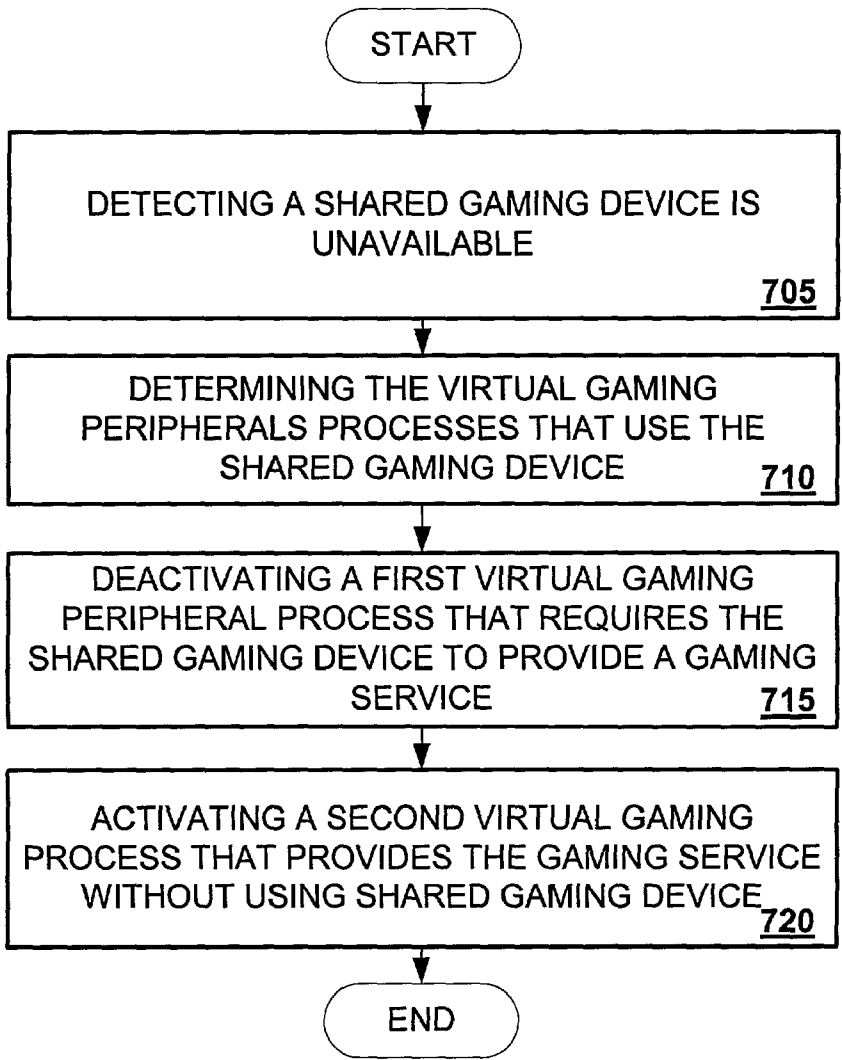 START
DETECTING A SHARED GAMING DEVICE IS
UNAVAILABLE
705
DETERMINING THE VIRTUAL GAMING
PERIPHERALS PROCESSES THAT USE THE
SHARED GAMING DEVICE
710
DEACTIVATING A FIRST VIRTUAL GAMING
PERIPHERAL PROCESS THAT REQUIRES THE
SHARED GAMING DEVICE TO PROVIDE A GAMING
SERVICE
715
ACTIVATING A SECOND VIRTUAL GAMING
PROCESS THAT PROVIDES THE GAMING SERVICE
WITHOUT USING SHARED GAMING DEVICE
720
END